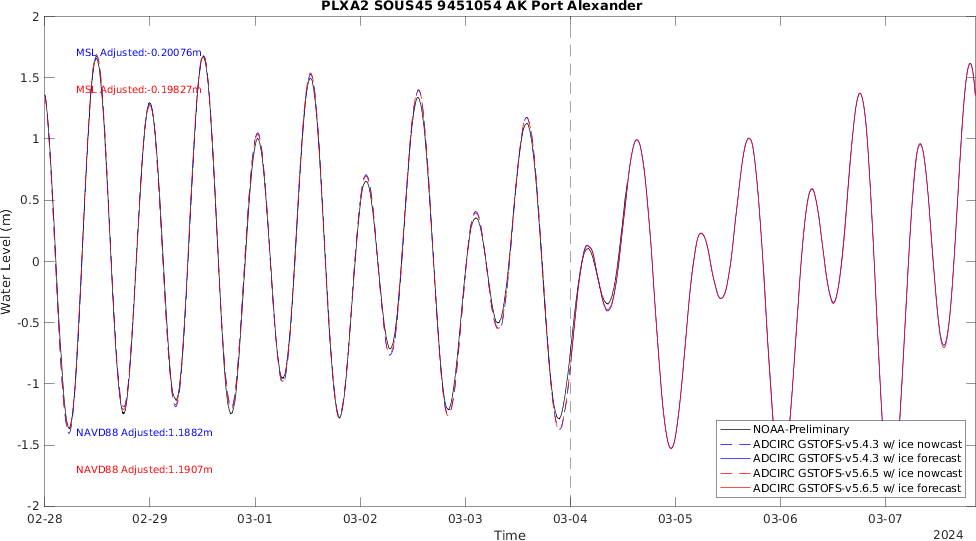 PLXA2 SOUS45 9451054 AK Port Alexander
2
1.5
1
0.5
0
-0.5
-1
-1.5
-2
Water Level (m)
MSL Adjusted:-0.20076m
MSL Adjusted:-0.19827m
NAVD88 Adjusted:1.1882m
NAVD88 Adjusted:1.1907m
NOAA-Preliminary
ADCIRC GSTOFS-v5.4.3 w/ ice nowcast
ADCIRC GSTOFS-v5.4.3 w/ ice forecast
ADCIRC GSTOFS-v5.6.5 w/ ice nowcast
ADCIRC GSTOFS-v5.6.5 w/ ice forecast
02-28 02-29 03-01 03-02 03-03 03-04 03-05 03-06 03-07
Time
2024